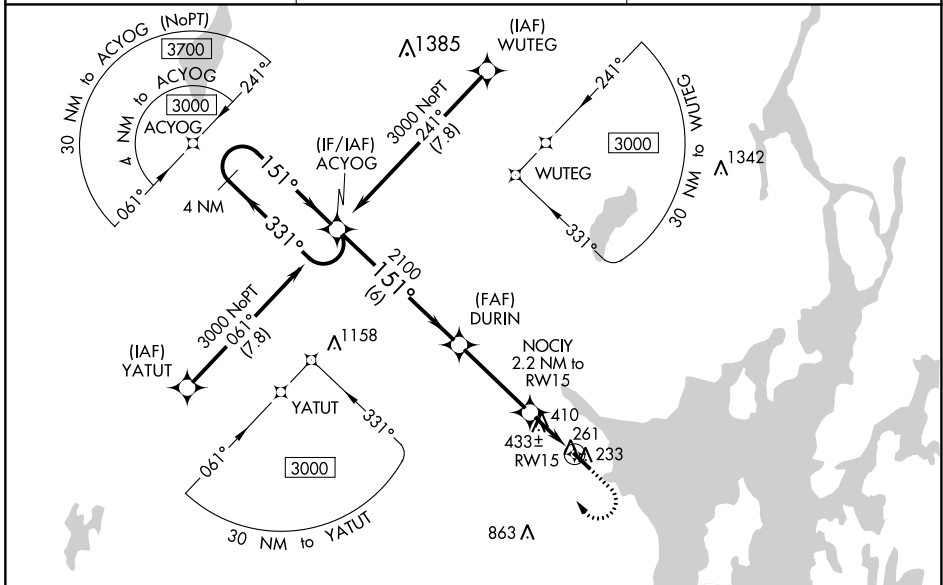 30 NM to ACYOG (NoPT)
3700
4 NM to ACYOG
3000
ACYOG
241°
061°
1385
(IAF)
WUTEG
3000 NoPT
241°
(7.8)
241°
30 NM to WUTEG
3000
WUTEG
331°
1342
(IF/IAF)
ACYOG
151°
4 NM
331°
2100
151°
(6)
3000 NoPT
061°
(7.8)
(IAF)
YATUT
1158
YATUT
331°
061°
3000
30 NM to YATUT
(FAF)
DURIN
NOCIY
2.2 NM to
RW15
410
433±
261
RW15
233
863